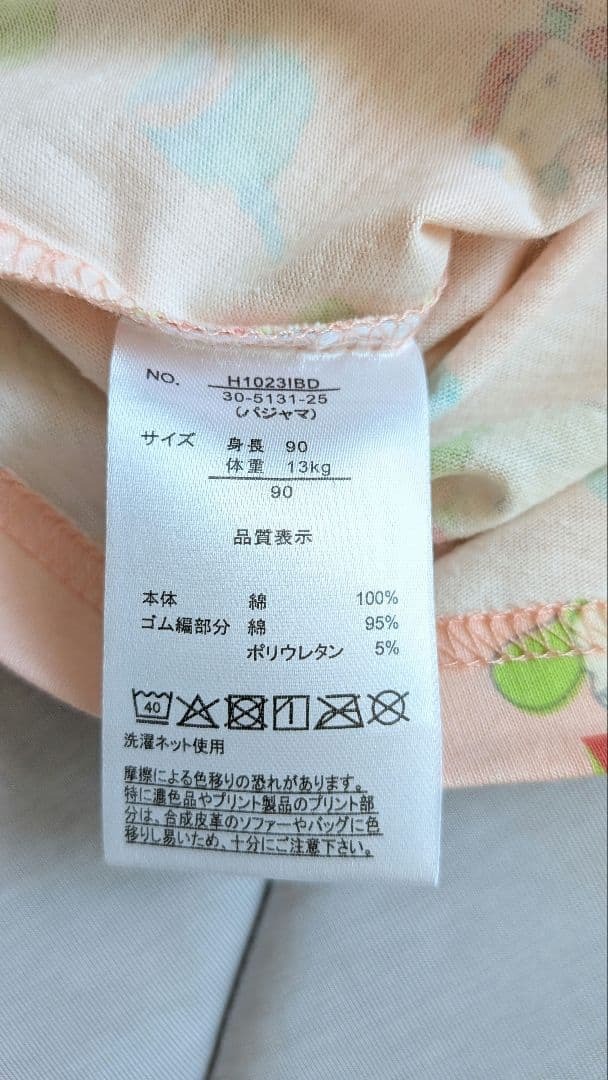 NO. H1023IBD
30-5131-25
(パジャマ)
サイズ 身長 90
体重 13kg
90
品質表示
本体 綿 100%
ゴム編部分 綿 95%
ポリウレタン 5%
40
洗濯ネット使用
摩擦による色移りの恐れがあります。
特に濃色品やプリント製品のプリント部
分は、合成皮革のソファーやバッグに色
移りし易いため、十分にご注意下さい。